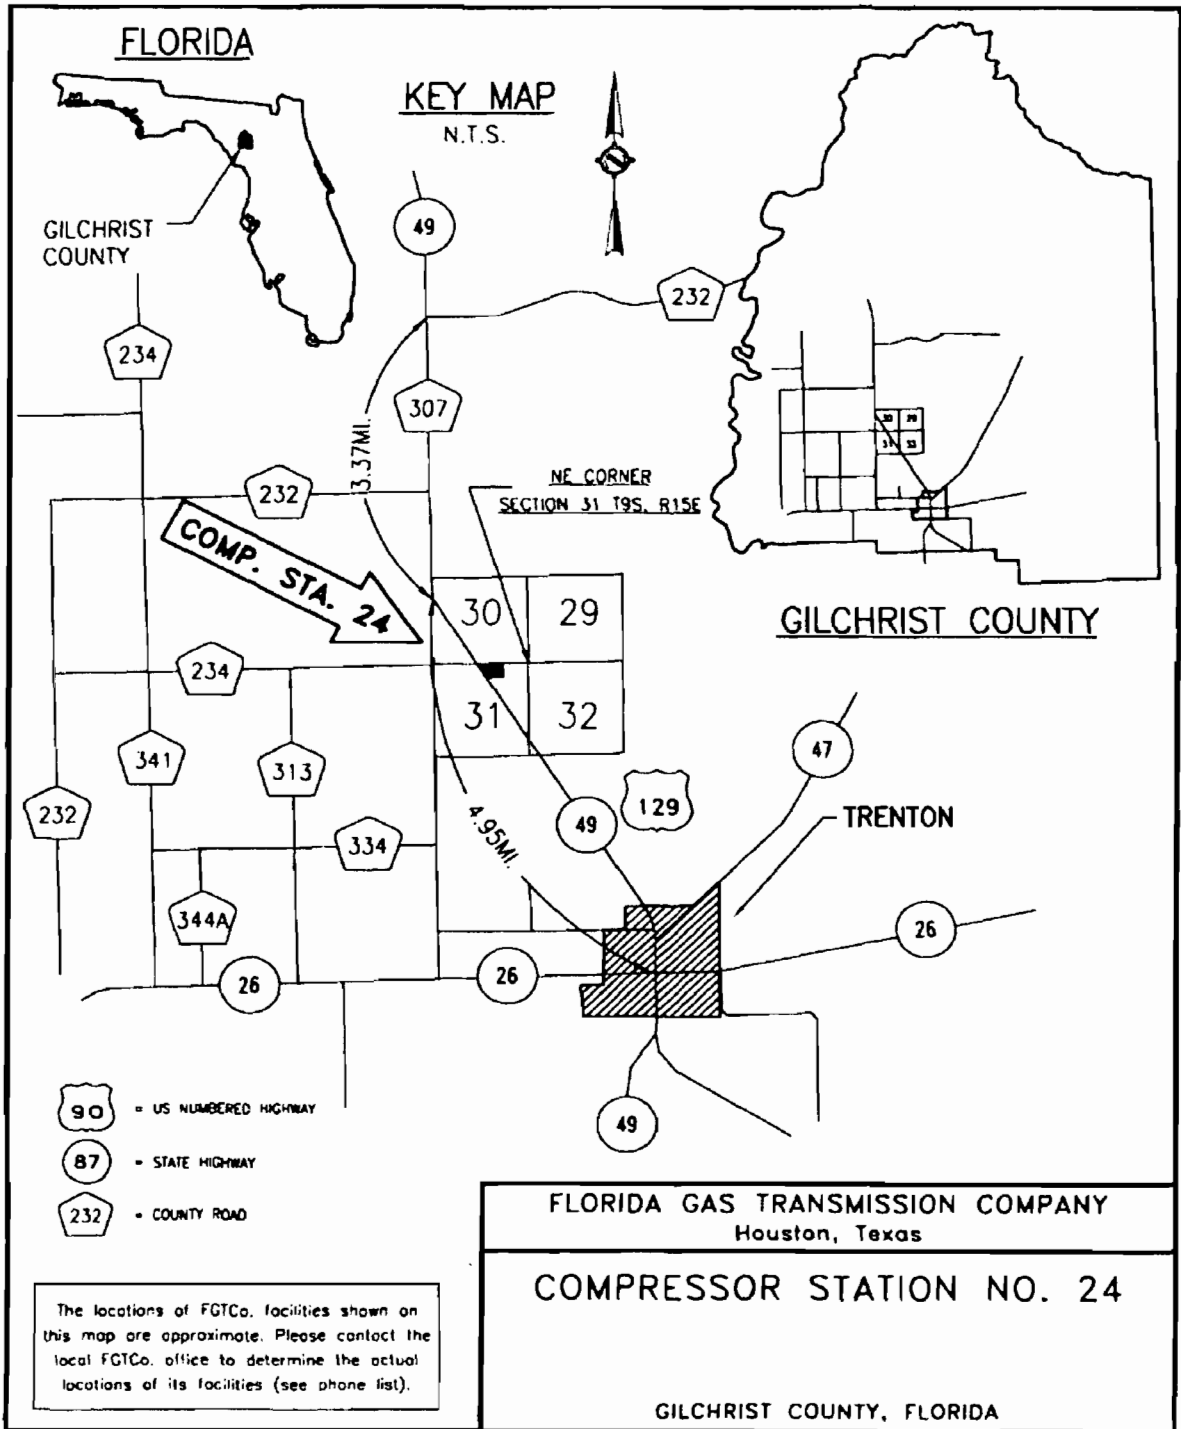 FLORIDA
KEY MAP
N.T.S.
GILCHRIST
COUNTY
49
232
234
307
3.37MI.
232
NE CORNER
SECTION 31 T9S, R15E
COMP. STA. 24
30
29
31
32
30
29
31
32
GILCHRIST COUNTY
234
341
313
232
334
344A
4.95MI.
49
129
47
TRENTON
26
26
26
49
90 = US NUMBERED HIGHWAY
87 = STATE HIGHWAY
232 = COUNTY ROAD
The locations of FGTCo. facilities shown on
this map are approximate. Please contact the
local FGTCo. office to determine the actual
locations of its facilities (see phone list).
FLORIDA GAS TRANSMISSION COMPANY
Houston, Texas
COMPRESSOR STATION NO. 24
GILCHRIST COUNTY, FLORIDA